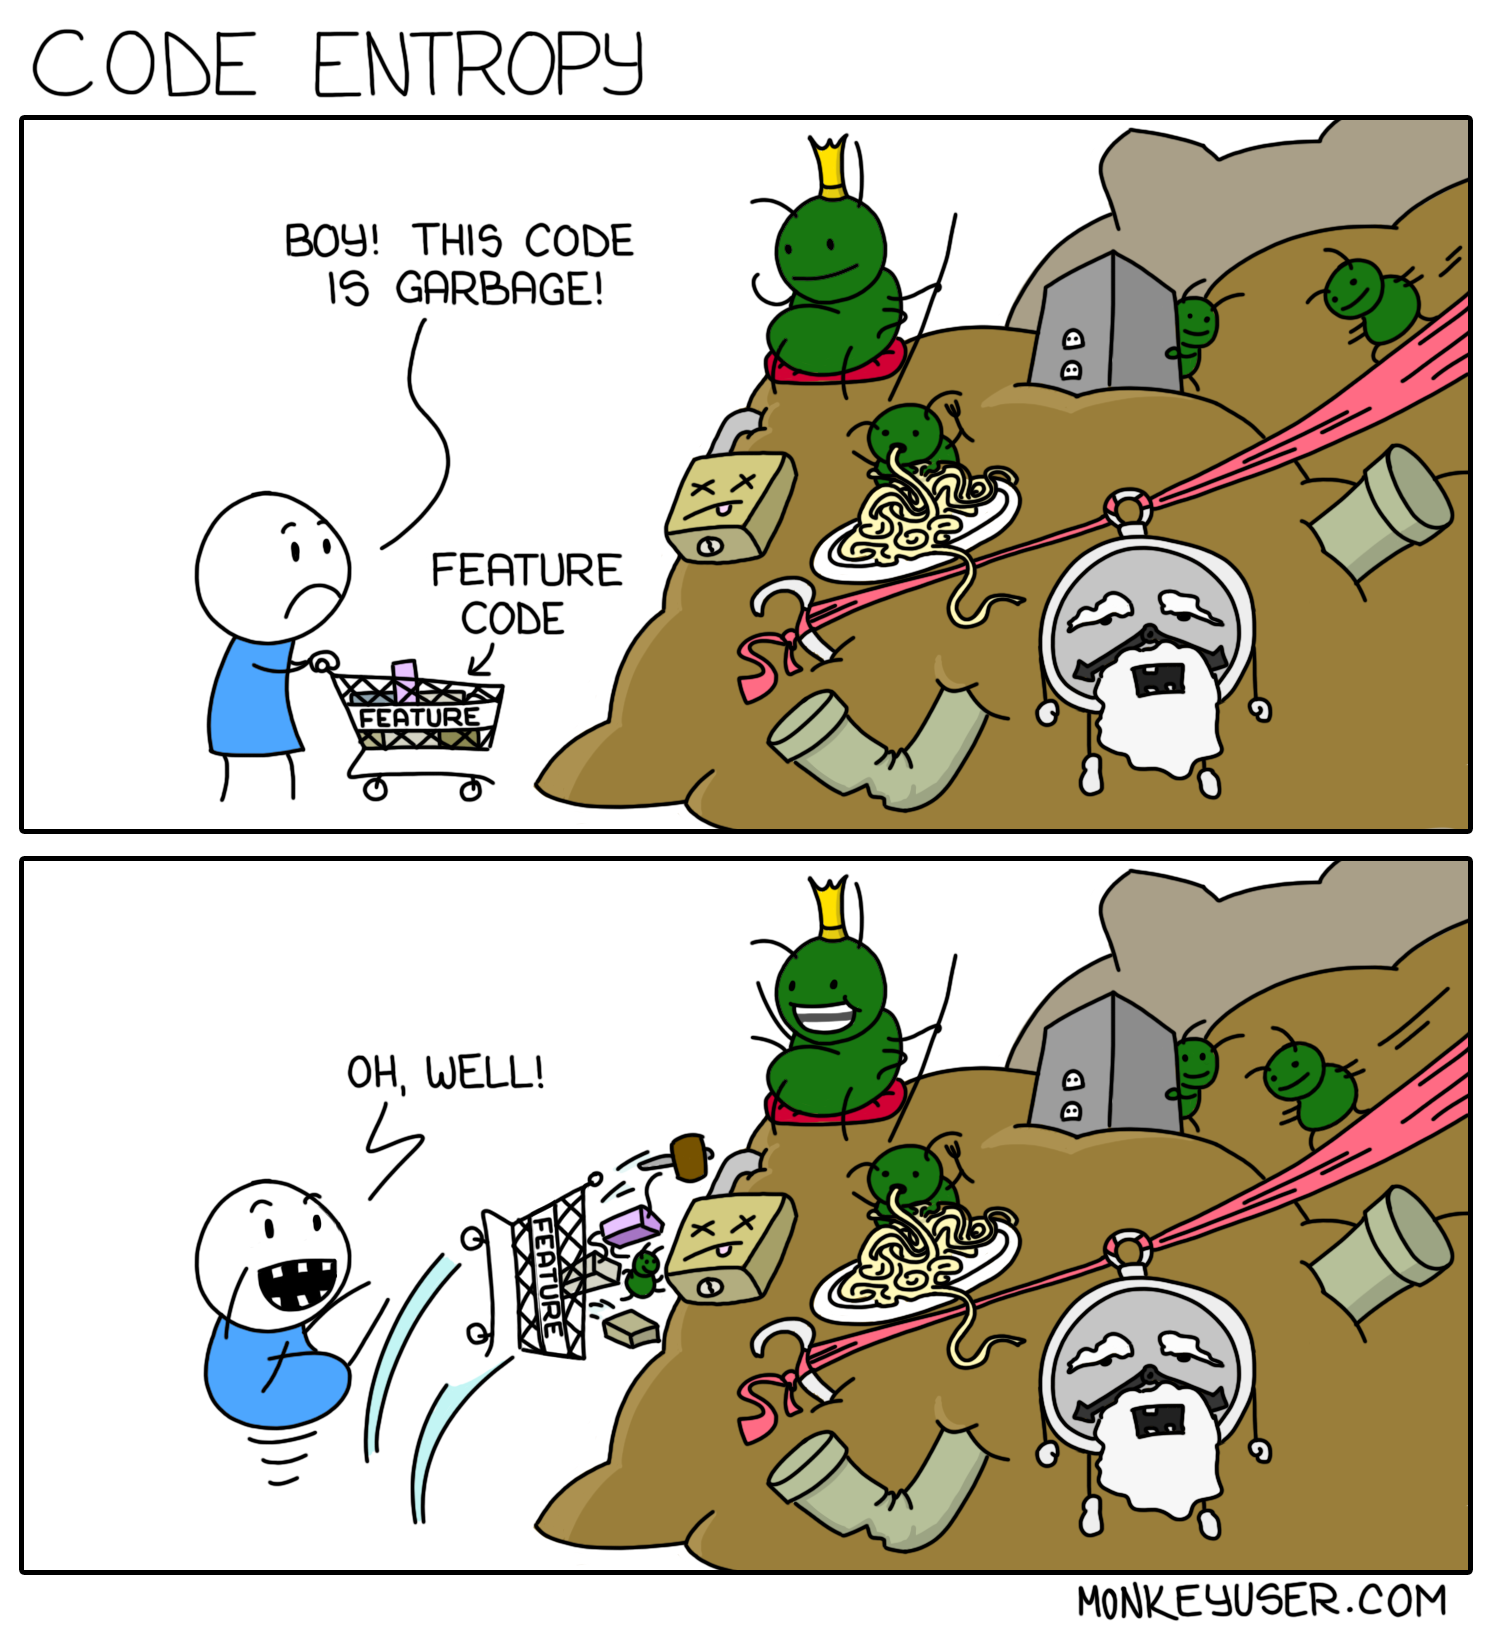 CODE ENTROPY
BOY! THIS CODE
IS GARBAGE!
FEATURE
CODE
FEATURE
OH, WELL!
FEATURE
MONKEYUSER.COM